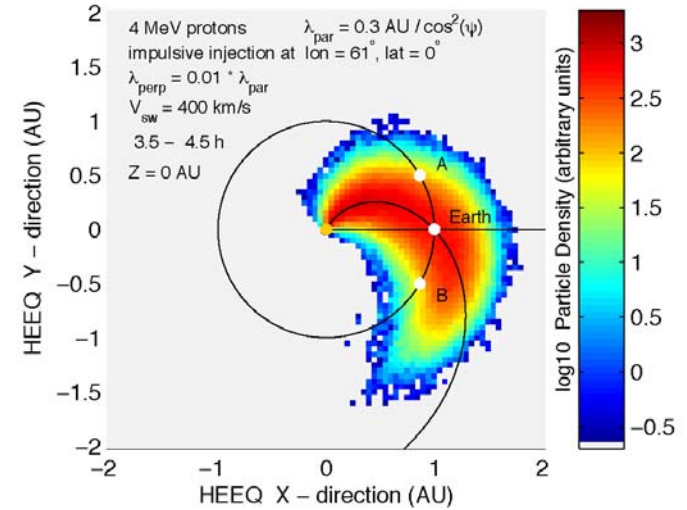 4 MeV protons λpar = 0.3 AU / cos²(ψ)
impulsive injection at lon = 61°, lat = 0°
λperp = 0.01 * λpar
Vsw = 400 km/s
3.5 – 4.5 h
Z = 0 AU
A
Earth
B
2
1.5
1
0.5
0
−0.5
−1
−1.5
−2
HEEQ Y – direction (AU)
−2 −1 0 1 2
HEEQ X – direction (AU)
3
2.5
2
1.5
1
0.5
0
−0.5
log10 Particle Density (arbitrary units)